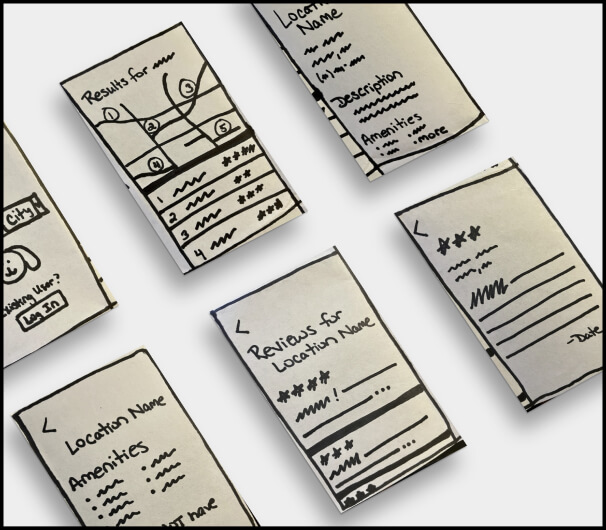 Location
Name
Description
Amenities
more
Results for
1
2
3
4
5
****
1
**
2
***
3
***
4
City
Existing User?
Log In
<
***
-Date
<
Reviews for
Location Name
****
! 
...
***
...
***
<
Location Name
Amenities
have